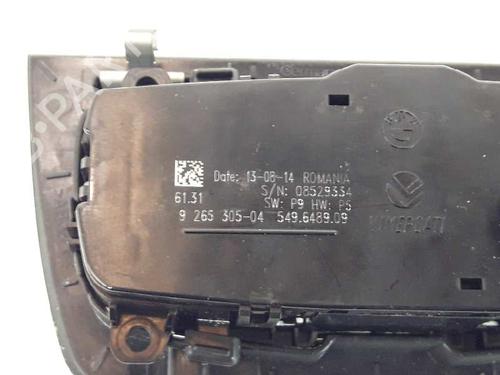 Date: 13-08-14 ROMANIA
S/N: 08529334
61.31
SW: P9 HW: P5
9 265 305-04 549.6489.09